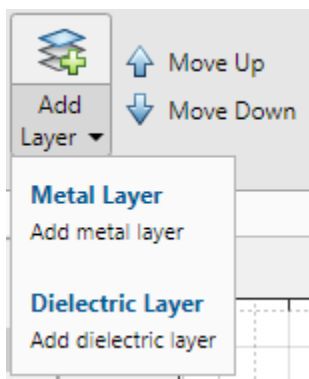 Add
Layer
Move Up
Move Down
Metal Layer
Add metal layer
Dielectric Layer
Add dielectric layer